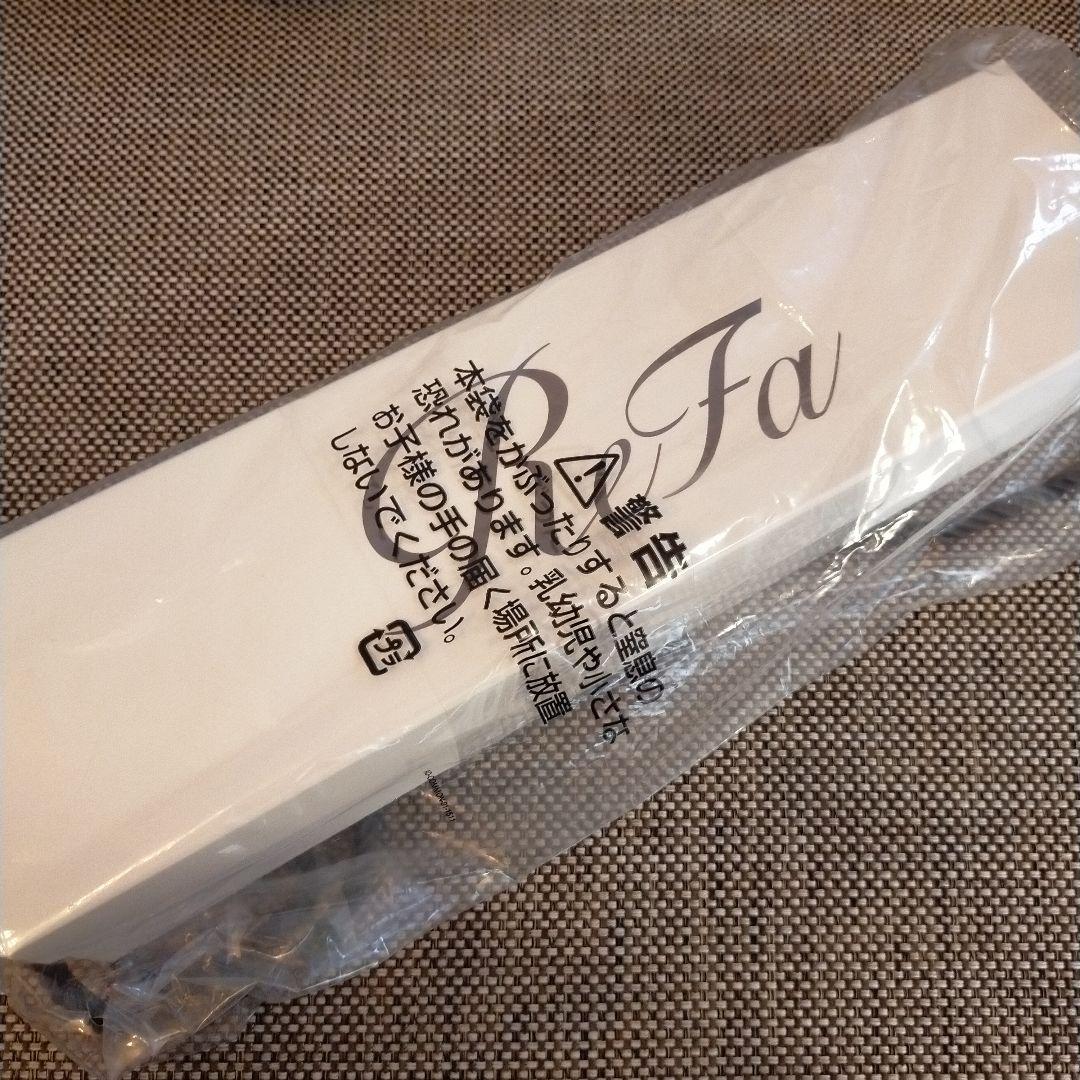 ReFa
警告
本袋をかぶったりすると窒息の
恐れがあります。乳幼児や小さな
お子様の手の届く場所に放置
しないでください。
プラ